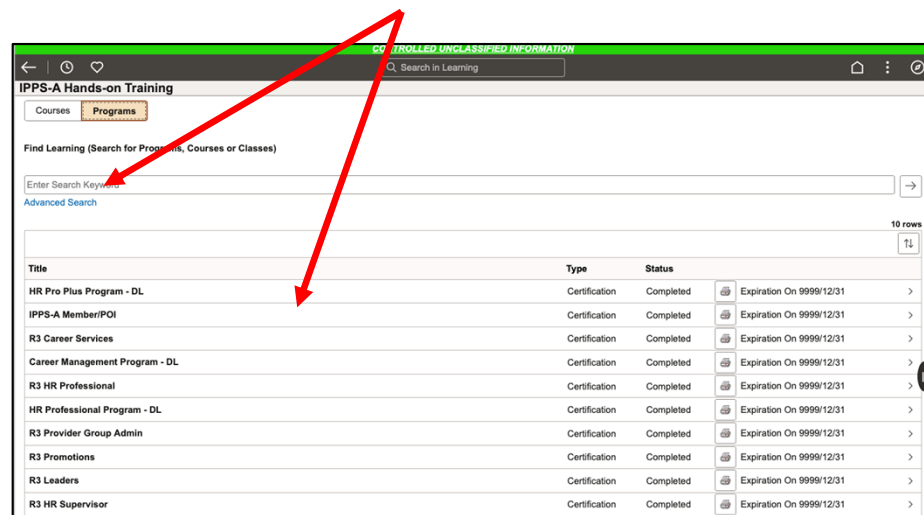 CONTROLLED UNCLASSIFIED INFORMATION
Search in Learning
IPPS-A Hands-on Training
Courses Programs
Find Learning (Search for Programs, Courses or Classes)
Enter Search Keyword
Advanced Search
10 rows
Title Type Status
HR Pro Plus Program - DL Certification Completed Expiration On 9999/12/31
IPPS-A Member/POI Certification Completed Expiration On 9999/12/31
R3 Career Services Certification Completed Expiration On 9999/12/31
Career Management Program - DL Certification Completed Expiration On 9999/12/31
R3 HR Professional Certification Completed Expiration On 9999/12/31
HR Professional Program - DL Certification Completed Expiration On 9999/12/31
R3 Provider Group Admin Certification Completed Expiration On 9999/12/31
R3 Promotions Certification Completed Expiration On 9999/12/31
R3 Leaders Certification Completed Expiration On 9999/12/31
R3 HR Supervisor Certification Completed Expiration On 9999/12/31